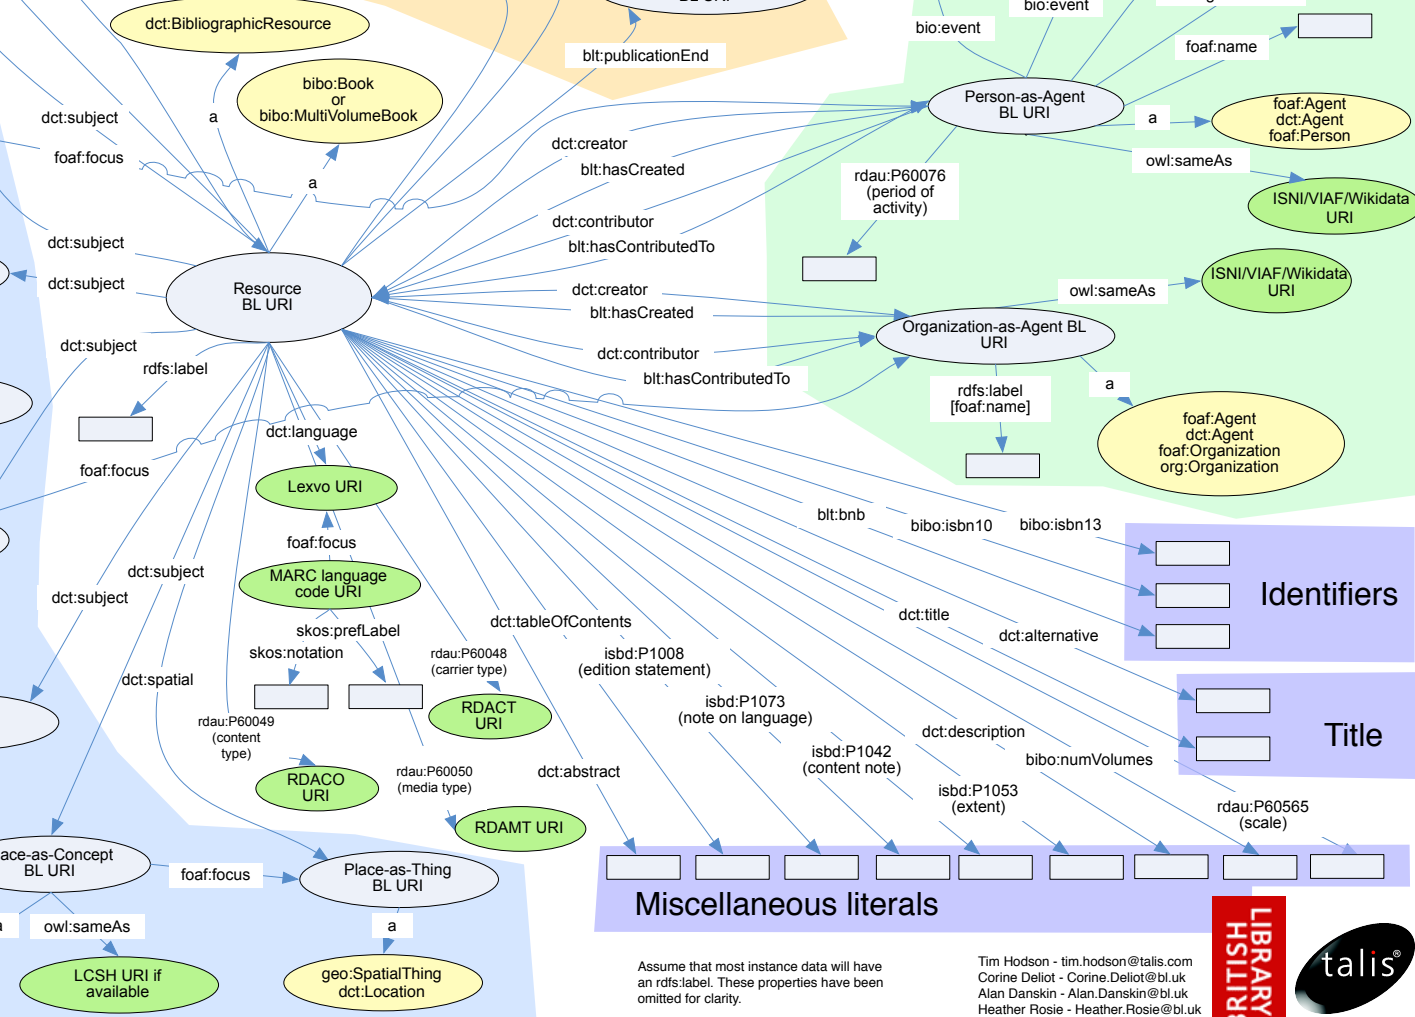 BL URI
bio:event
bio:event
dct:BibliographicResource
foaf:name
blt:publicationEnd
bibo:Book
or
bibo:MultiVolumeBook
Person-as-Agent
BL URI
foaf:Agent
dct:Agent
foaf:Person
dct:subject
a
a
foaf:focus
dct:creator
owl:sameAs
blt:hasCreated
a
rdau:P60076
(period of
activity)
ISNI/VIAF/Wikidata
URI
dct:contributor
dct:subject
blt:hasContributedTo
dct:subject
Resource
BL URI
dct:creator
owl:sameAs
ISNI/VIAF/Wikidata
URI
blt:hasCreated
Organization-as-Agent BL
URI
dct:subject
dct:contributor
rdfs:label
blt:hasContributedTo
rdfs:label
[foaf:name]
a
dct:language
foaf:Agent
dct:Agent
foaf:Organization
org:Organization
foaf:focus
Lexvo URI
blt:bnb
bibo:isbn10
bibo:isbn13
foaf:focus
dct:subject
MARC language
code URI
dct:subject
Identifiers
dct:title
dct:tableOfContents
dct:alternative
skos:prefLabel
skos:notation
rdau:P60048
(carrier type)
isbd:P1008
(edition statement)
dct:spatial
isbd:P1073
(note on language)
RDACT
URI
rdau:P60049
(content
type)
dct:description
Title
isbd:P1042
(content note)
bibo:numVolumes
dct:abstract
rdau:P60050
(media type)
RDACO
URI
isbd:P1053
(extent)
rdau:P60565
(scale)
RDAMT URI
ace-as-Concept
BL URI
foaf:focus
Place-as-Thing
BL URI
Miscellaneous literals
a
owl:sameAs
a
LCSH URI if
available
geo:SpatialThing
dct:Location
Assume that most instance data will have
an rdfs:label. These properties have been
omitted for clarity.
Tim Hodson - tim.hodson@talis.com
Corine Deliot - Corine.Deliot@bl.uk
Alan Danskin - Alan.Danskin@bl.uk
Heather Rosie - Heather.Rosie@bl.uk
BRITISH
LIBRARY
talis®